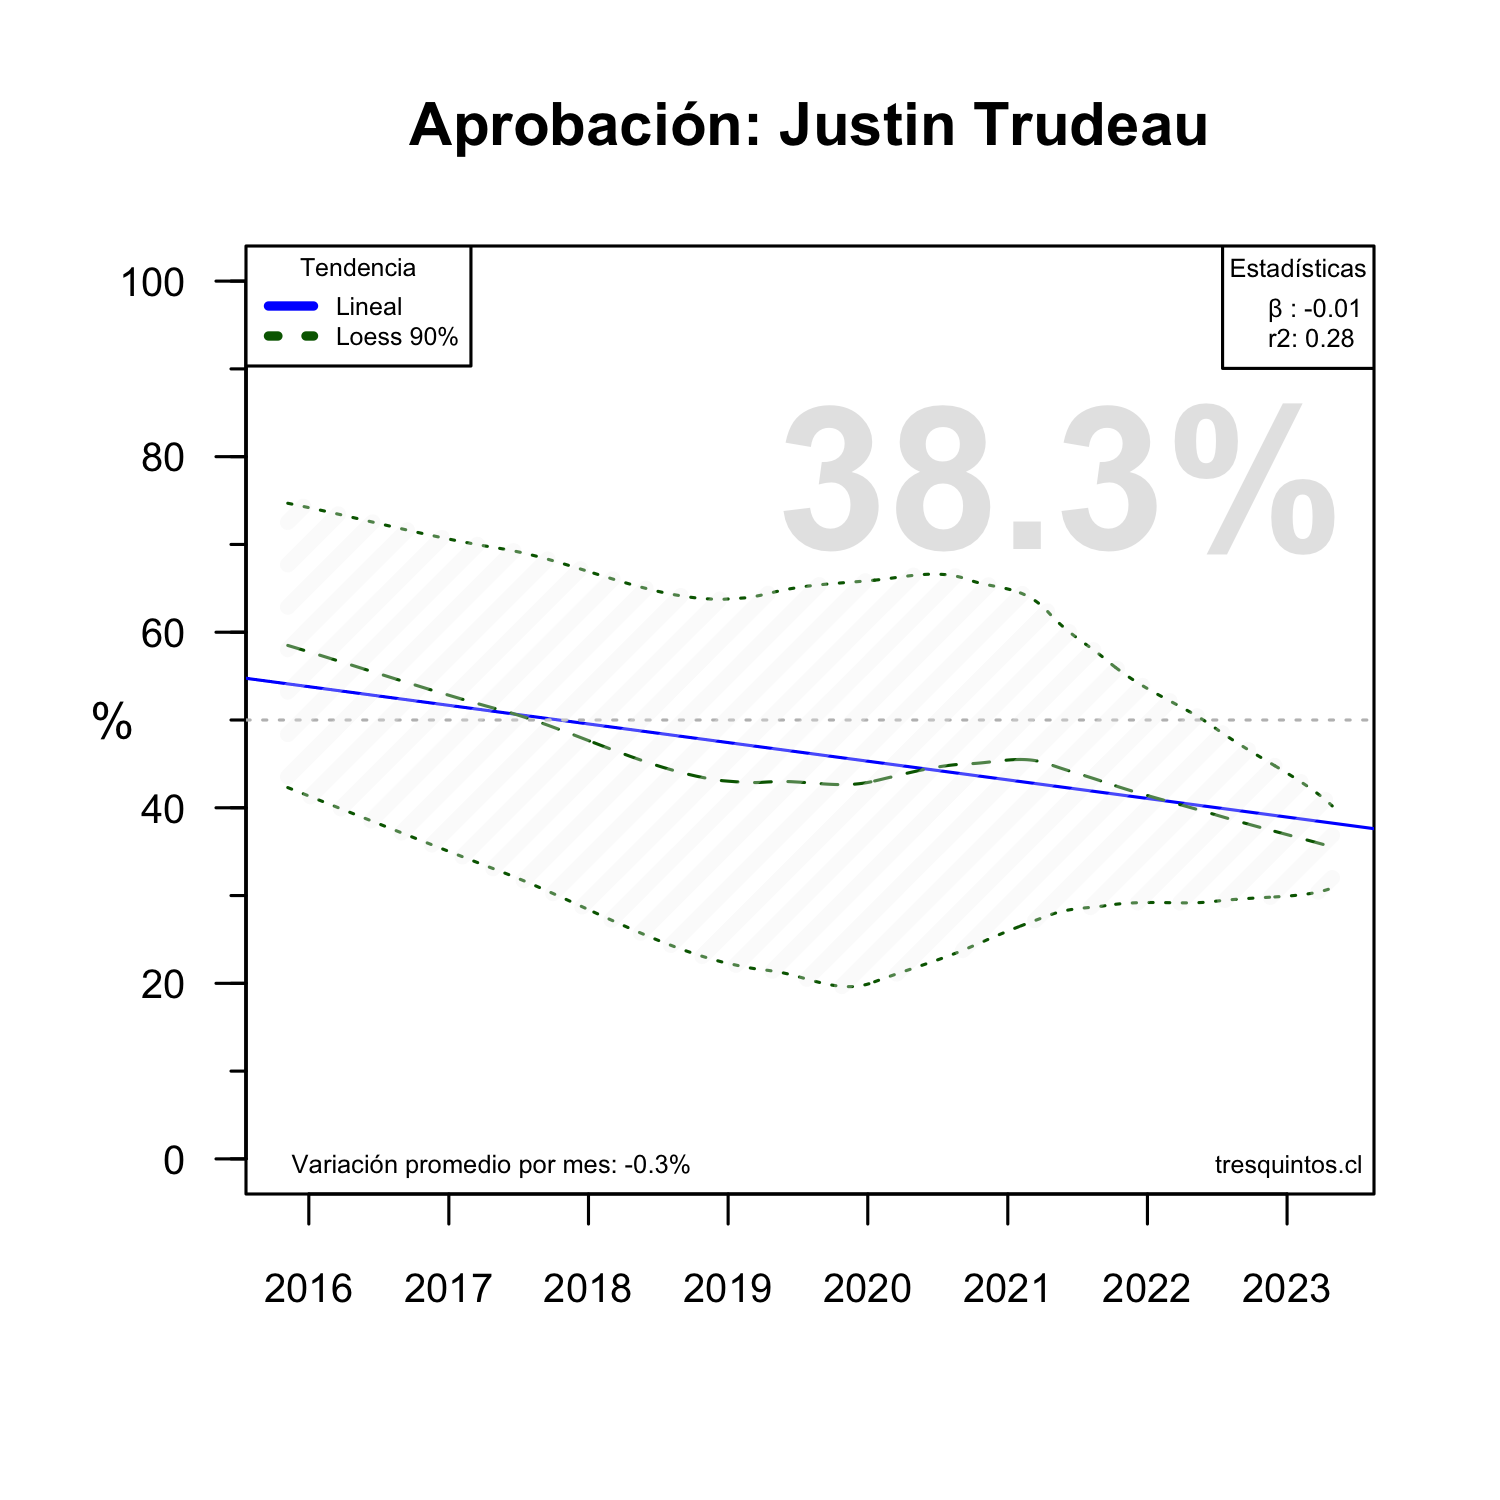 Aprobación: Justin Trudeau
Tendencia
Lineal
Loess 90%
Estadísticas
β : -0.01
r2: 0.28
38.3%
100
80
60
%
40
20
0
Variación promedio por mes: -0.3%
tresquintos.cl
2016 2017 2018 2019 2020 2021 2022 2023